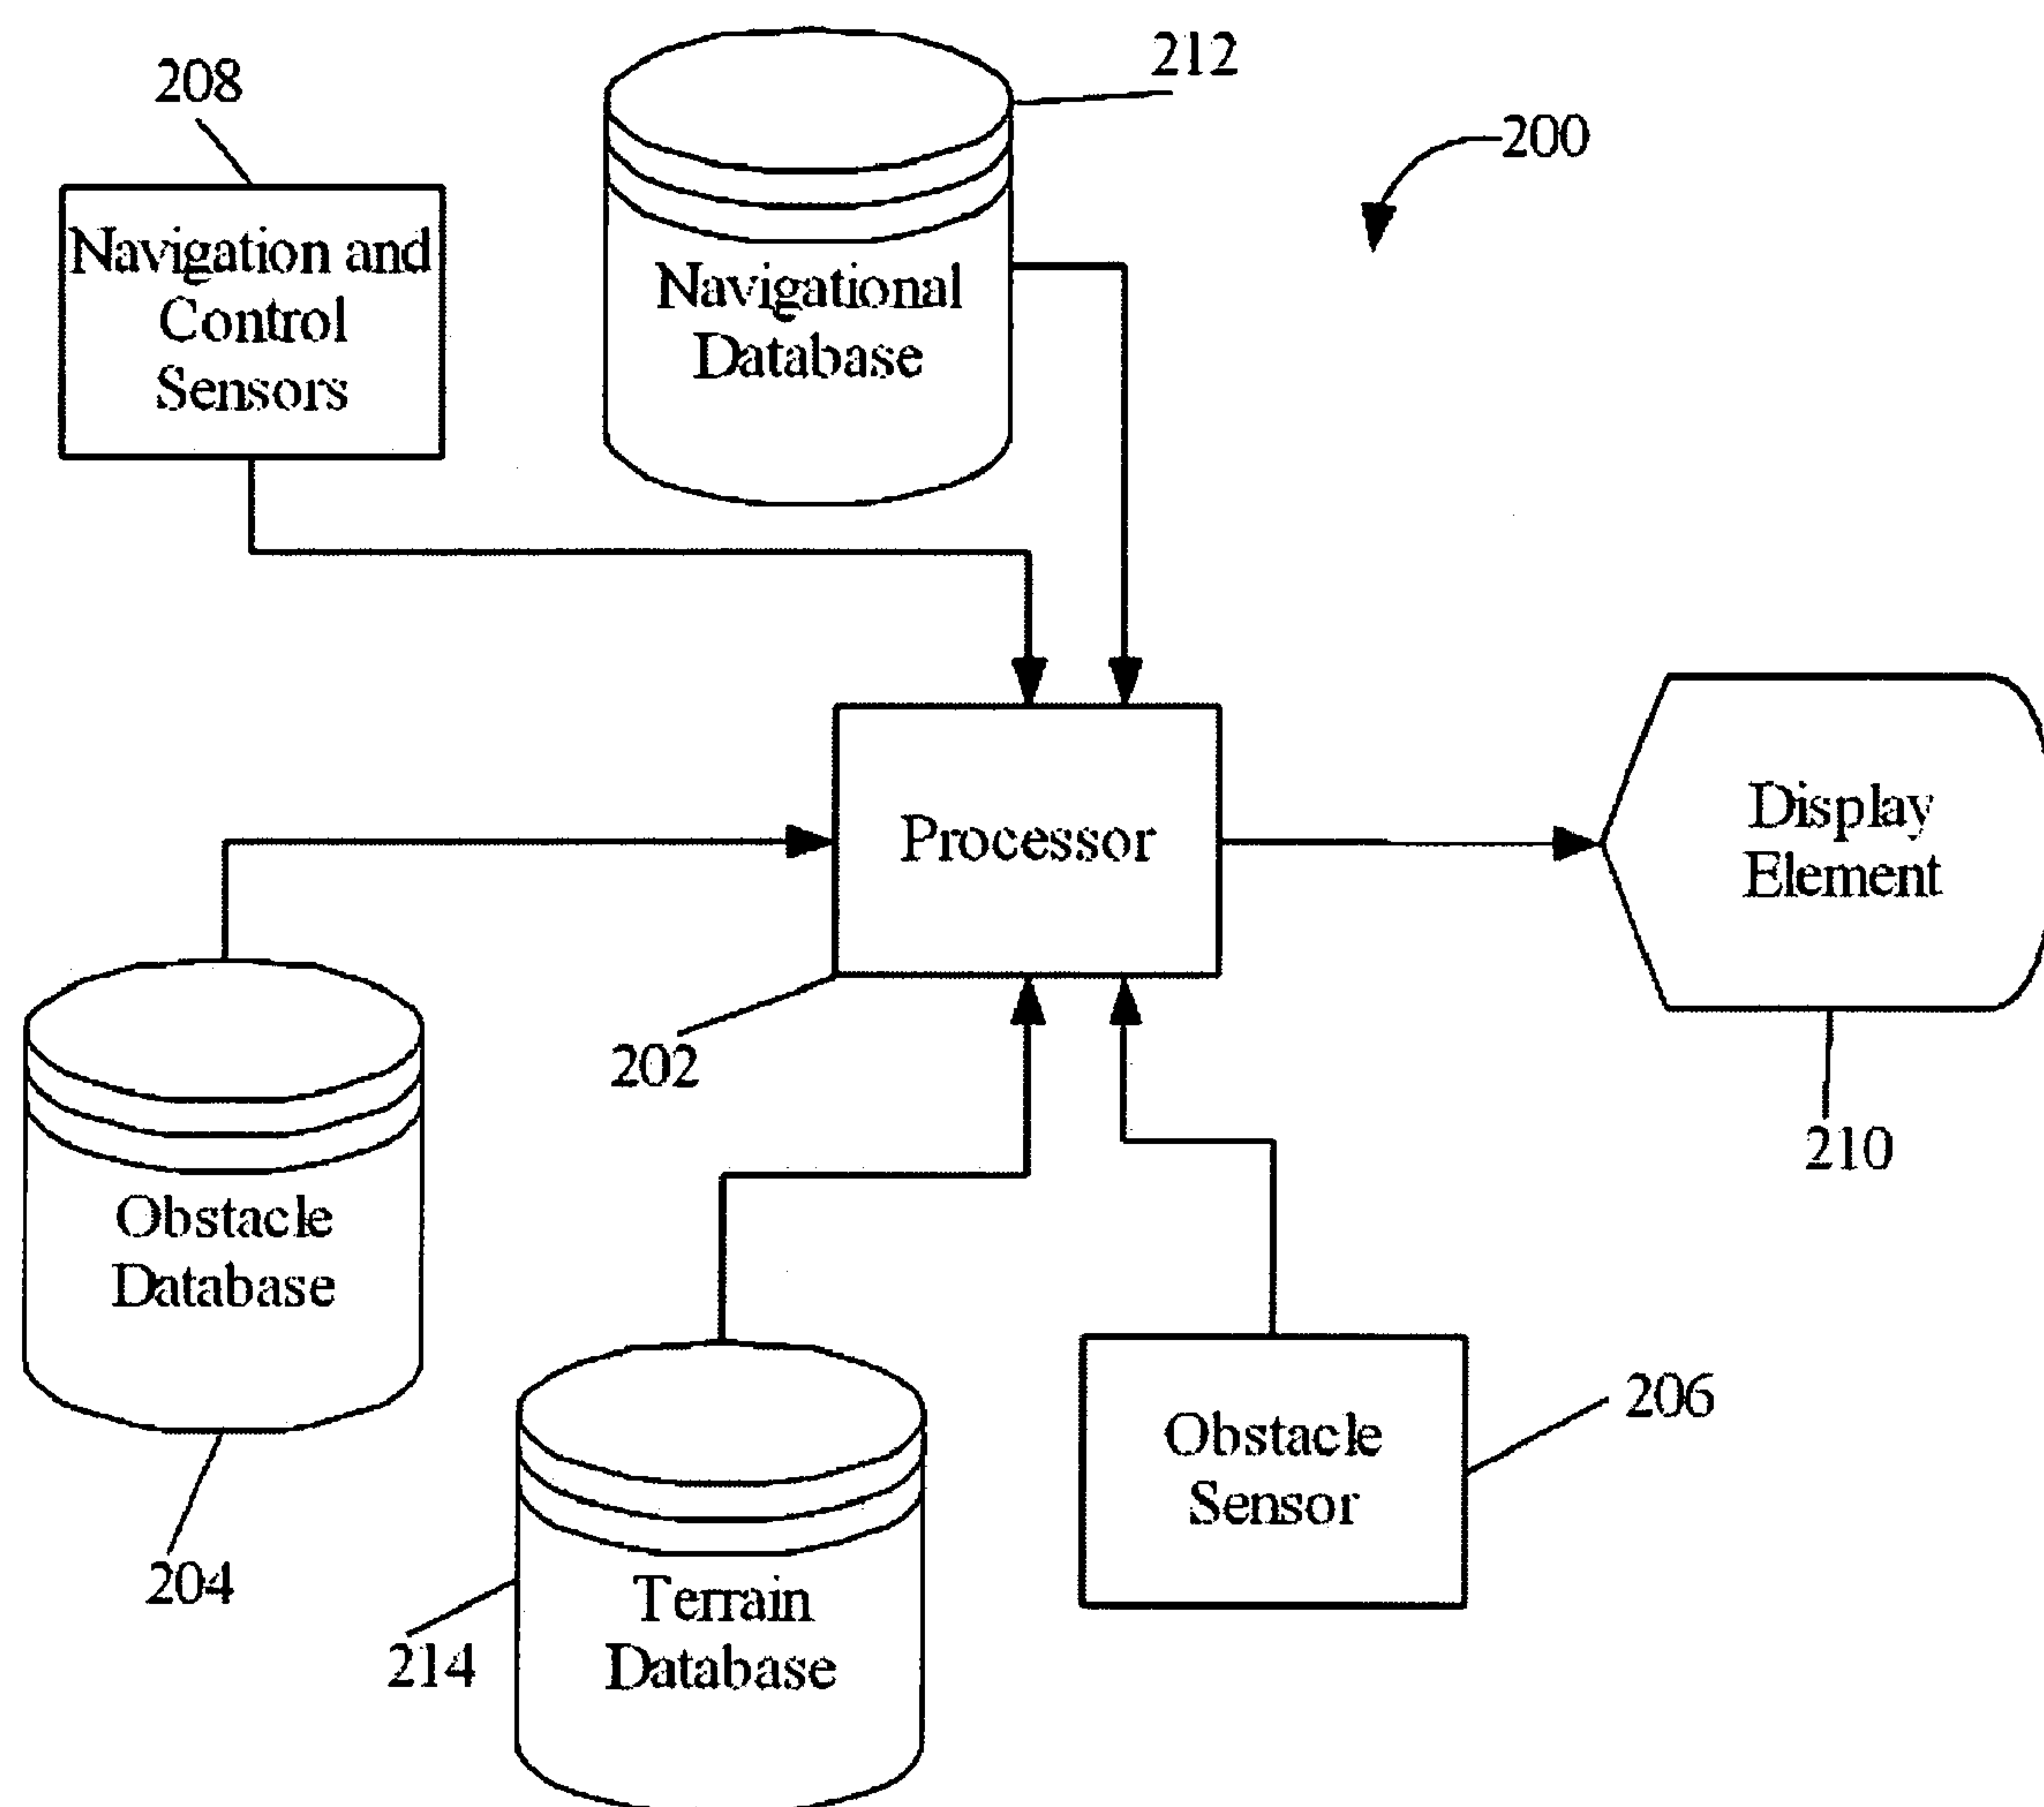 208
212
200
Navigation and
Control
Sensors
Navigational
Database
Processor
Display
Element
202
210
Obstacle
Database
204
Terrain
Database
214
Obstacle
Sensor
206